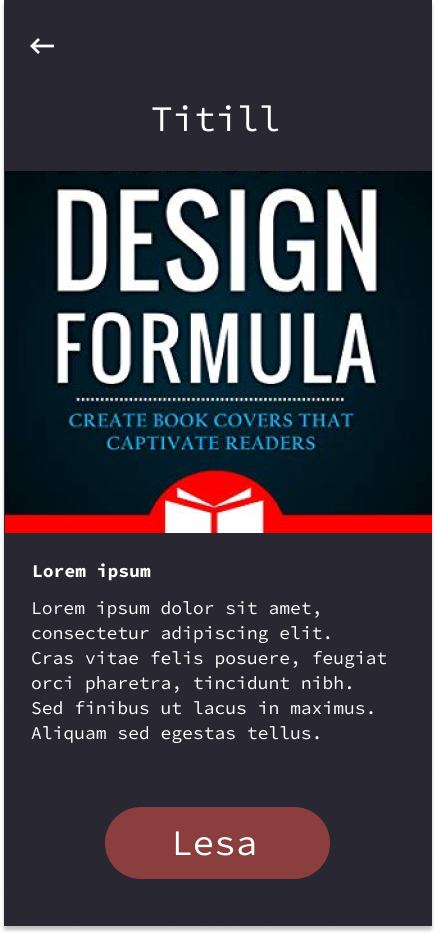 Titill
DESIGN
FORMULA
CREATE BOOK COVERS THAT
CAPTIVATE READERS
Lorem ipsum
Lorem ipsum dolor sit amet,
consectetur adipiscing elit.
Cras vitae felis posuere, feugiat
orci pharetra, tincidunt nibh.
Sed finibus ut lacus in maximus.
Aliquam sed egestas tellus.
Lesa